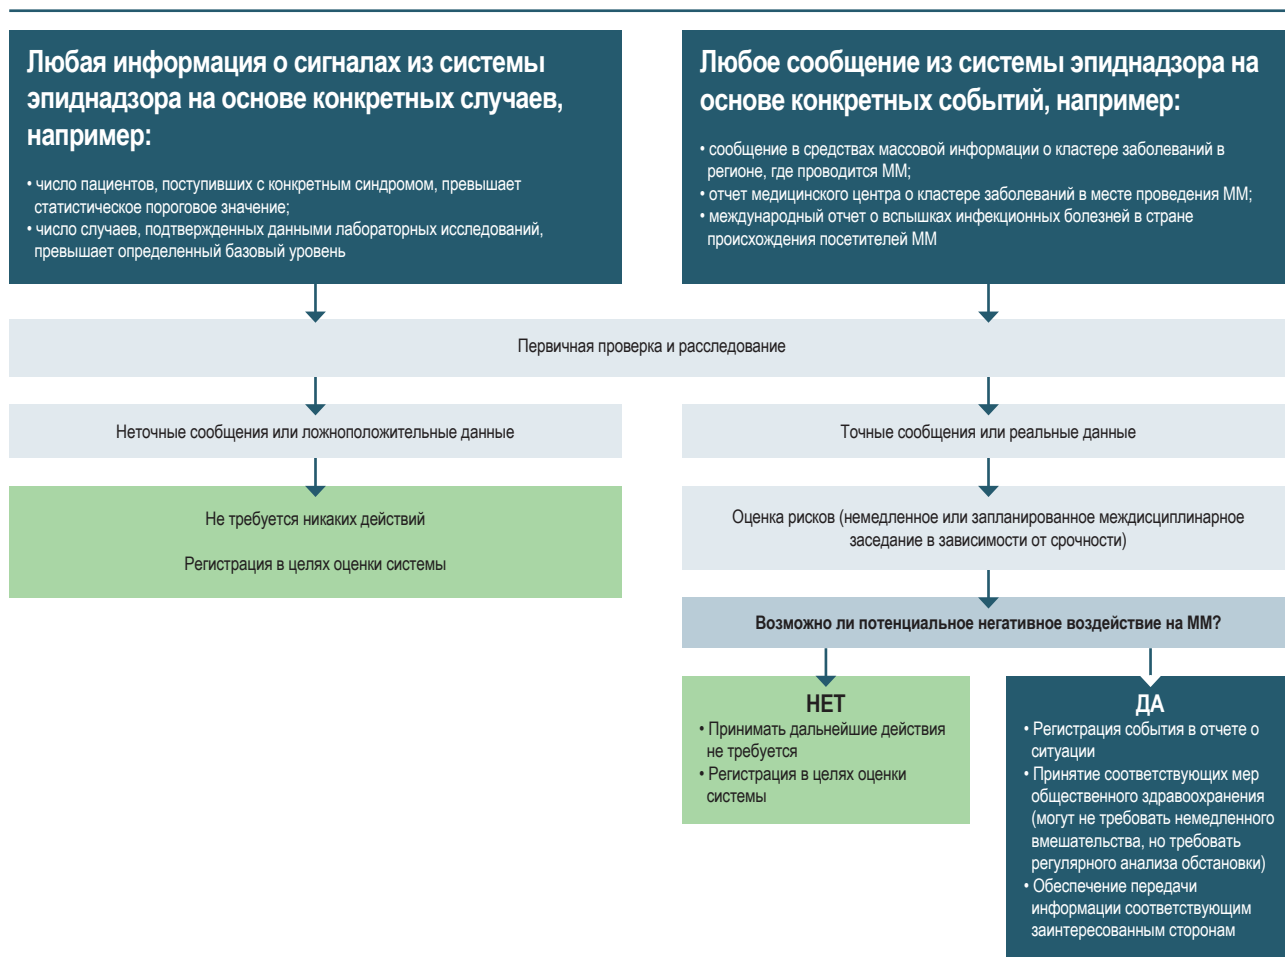 Любая информация о сигналах из системы
эпиднадзора на основе конкретных случаев,
например:
• число пациентов, поступивших с конкретным синдромом, превышает
статистическое пороговое значение;
• число случаев, подтвержденных данными лабораторных исследований,
превышает определенный базовый уровень
Любое сообщение из системы эпиднадзора на
основе конкретных событий, например:
• сообщение в средствах массовой информации о кластере заболеваний в
регионе, где проводится ММ;
• отчет медицинского центра о кластере заболеваний в месте проведения ММ;
• международный отчет о вспышках инфекционных болезней в стране
происхождения посетителей ММ
Первичная проверка и расследование
Неточные сообщения или ложноположительные данные
Не требуется никаких действий
Регистрация в целях оценки системы
Точные сообщения или реальные данные
Оценка рисков (немедленное или запланированное междисциплинарное
заседание в зависимости от срочности)
Возможно ли потенциальное негативное воздействие на ММ?
НЕТ
• Принимать дальнейшие действия
не требуется
• Регистрация в целях оценки
системы
ДА
• Регистрация события в отчете о
ситуации
• Принятие соответствующих мер
общественного здравоохранения
(могут не требовать немедленного
вмешательства, но требовать
регулярного анализа обстановки)
• Обеспечение передачи
информации соответствующим
заинтересованным сторонам